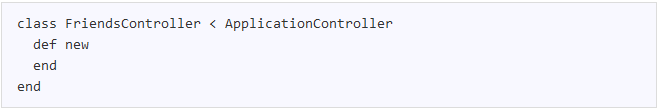 class FriendsController < ApplicationController
  def new
  end
end